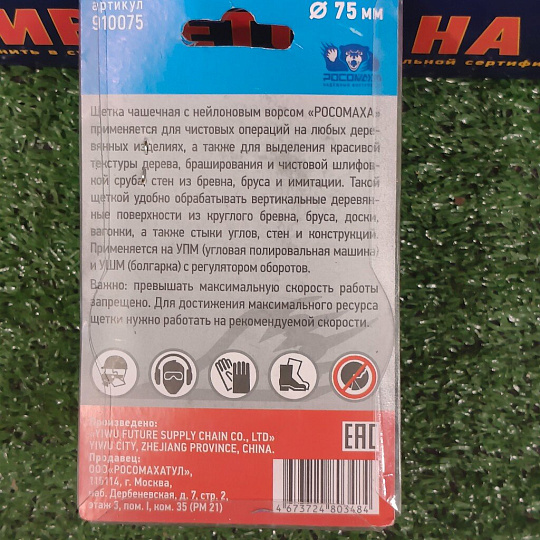 артикул
910075
Ø 75 мм
РОСОМАХА
Щетка чашечная с нейлоновым ворсом «РОСОМАХА»
применяется для чистовых операций на любых дере-
вянных изделиях, а также для выделения красивой
текстуры дерева, браширования и чистовой шлифов-
кой сруба, стен из бревна, бруса и имитации. Такой
щеткой удобно обрабатывать вертикальные деревян-
ные поверхности из круглого бревна, бруса, доски,
вагонки, а также стыки углов, стен и конструкций.
Применяется на УПМ (угловая полировальная машина)
и УШМ (болгарка) с регулятором оборотов.
Важно: превышать максимальную скорость работы
запрещено. Для достижения максимального ресурса
щетки нужно работать на рекомендуемой скорости.
Произведено:
«YIWU FUTURE SUPPLY CHAIN CO., LTD»
YIWU CITY, ZHEJIANG PROVINCE, CHINA.
Продавец:
ООО«РОСОМАХАТУЛ»,
115114, г. Москва,
наб. Дербеневская, д. 7, стр. 2,
этаж 3, пом. I, ком. 35 (РМ 21)
EAC
4 673724 803484
НА